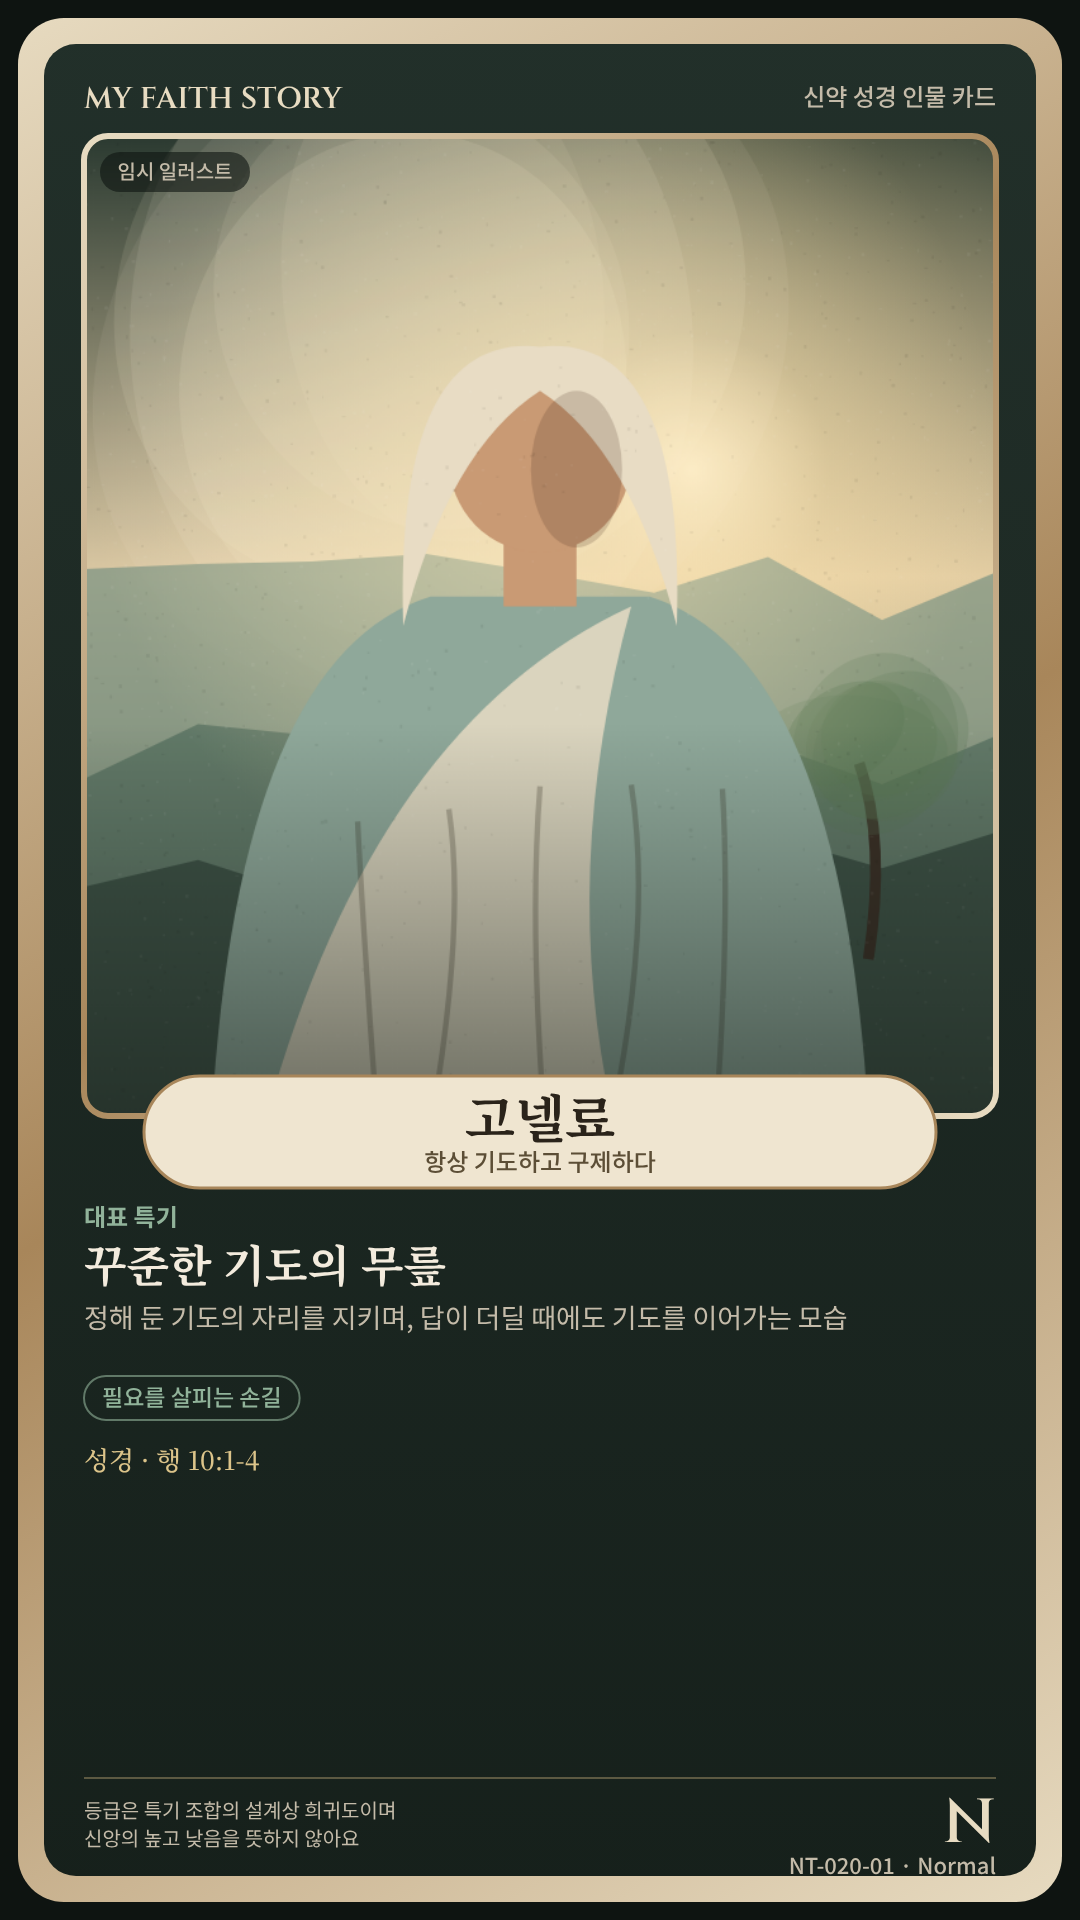 MY FAITH STORY
신약 성경 인물 카드
임시 일러스트
고넬료
항상 기도하고 구제하다
대표 특기
꾸준한 기도의 무릎
정해 둔 기도의 자리를 지키며, 답이 더딜 때에도 기도를 이어가는 모습
필요를 살피는 손길
성경 · 행 10:1-4
등급은 특기 조합의 설계상 희귀도이며
신앙의 높고 낮음을 뜻하지 않아요
N
NT-020-01 · Normal